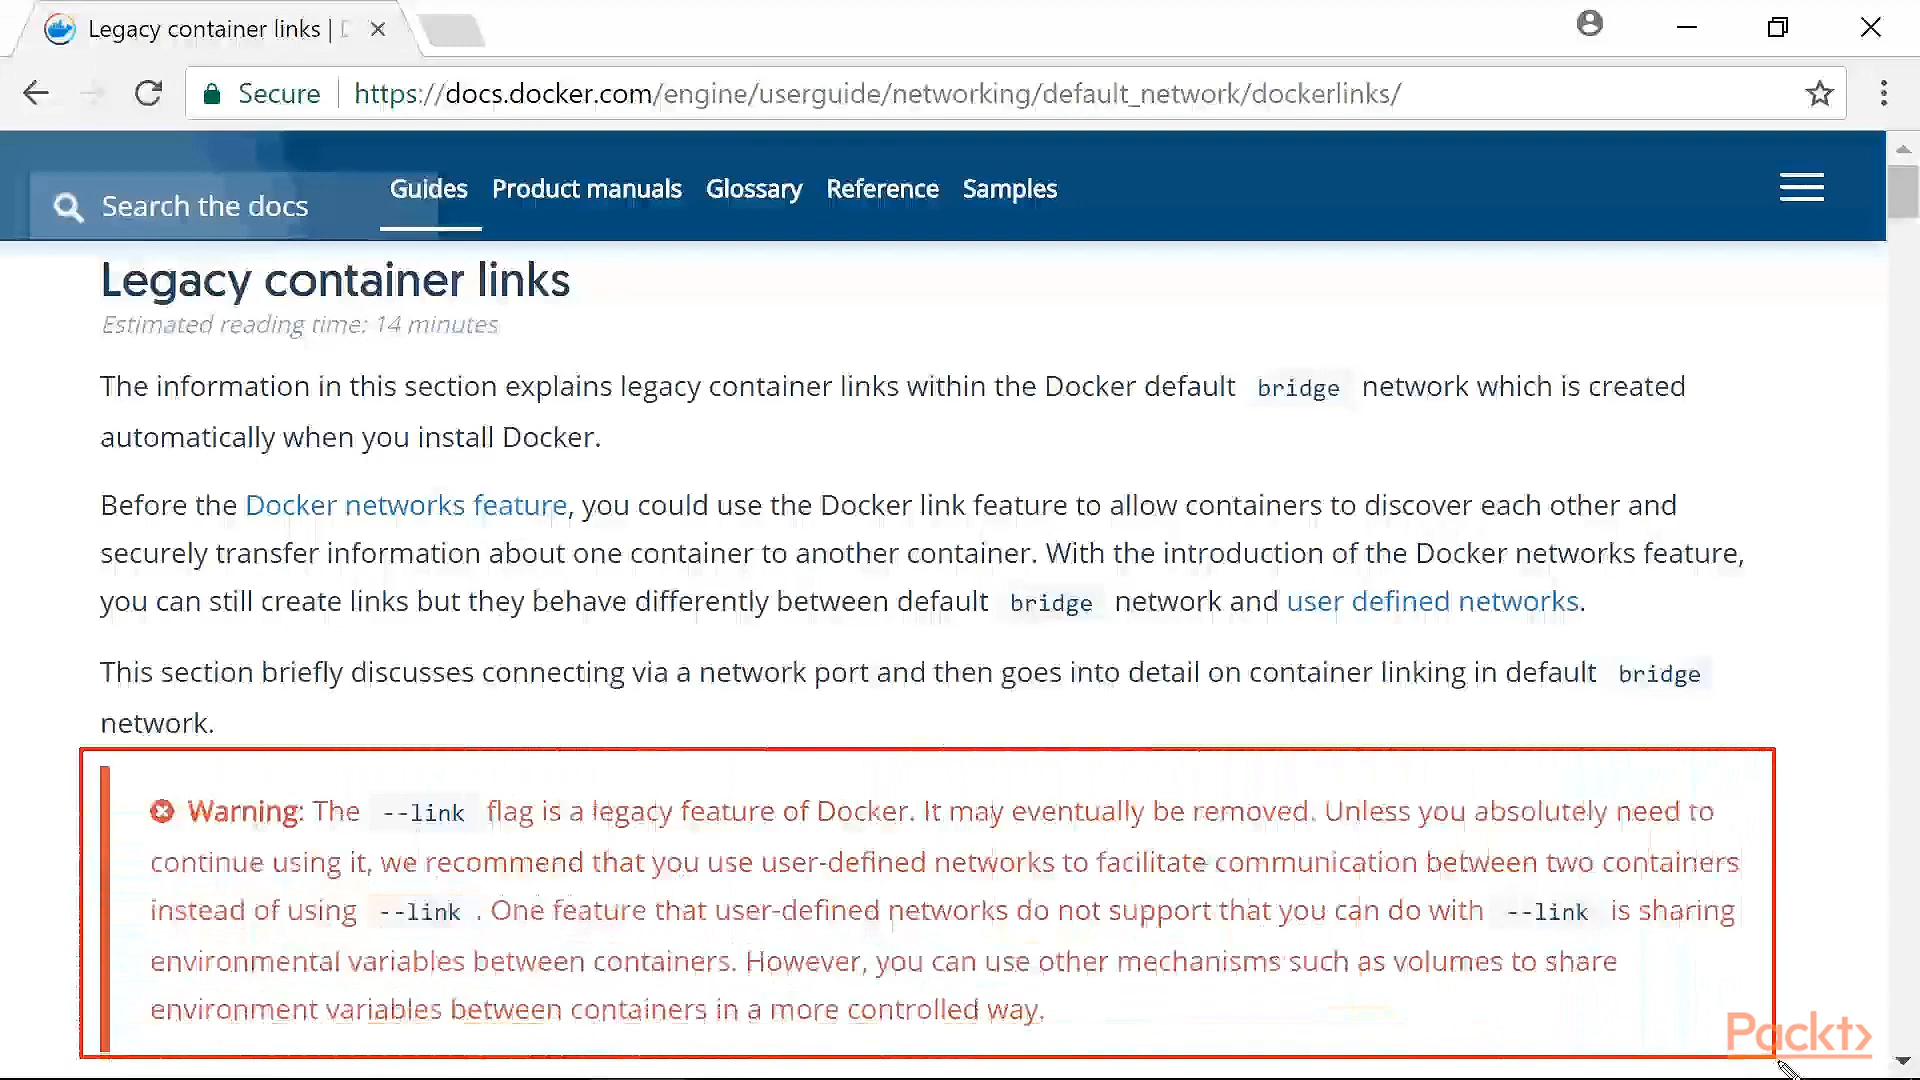 Legacy container links |
Secure https://docs.docker.com/engine/userguide/networking/default_network/dockerlinks/
Search the docs Guides Product manuals Glossary Reference Samples
Legacy container links
Estimated reading time: 14 minutes
The information in this section explains legacy container links within the Docker default bridge network which is created
automatically when you install Docker.
Before the Docker networks feature, you could use the Docker link feature to allow containers to discover each other and
securely transfer information about one container to another container. With the introduction of the Docker networks feature,
you can still create links but they behave differently between default bridge network and user defined networks.
This section briefly discusses connecting via a network port and then goes into detail on container linking in default bridge
network.
Warning: The --link flag is a legacy feature of Docker. It may eventually be removed. Unless you absolutely need to
continue using it, we recommend that you use user-defined networks to facilitate communication between two containers
instead of using --link . One feature that user-defined networks do not support that you can do with --link is sharing
environmental variables between containers. However, you can use other mechanisms such as volumes to share
environment variables between containers in a more controlled way.
Packt>